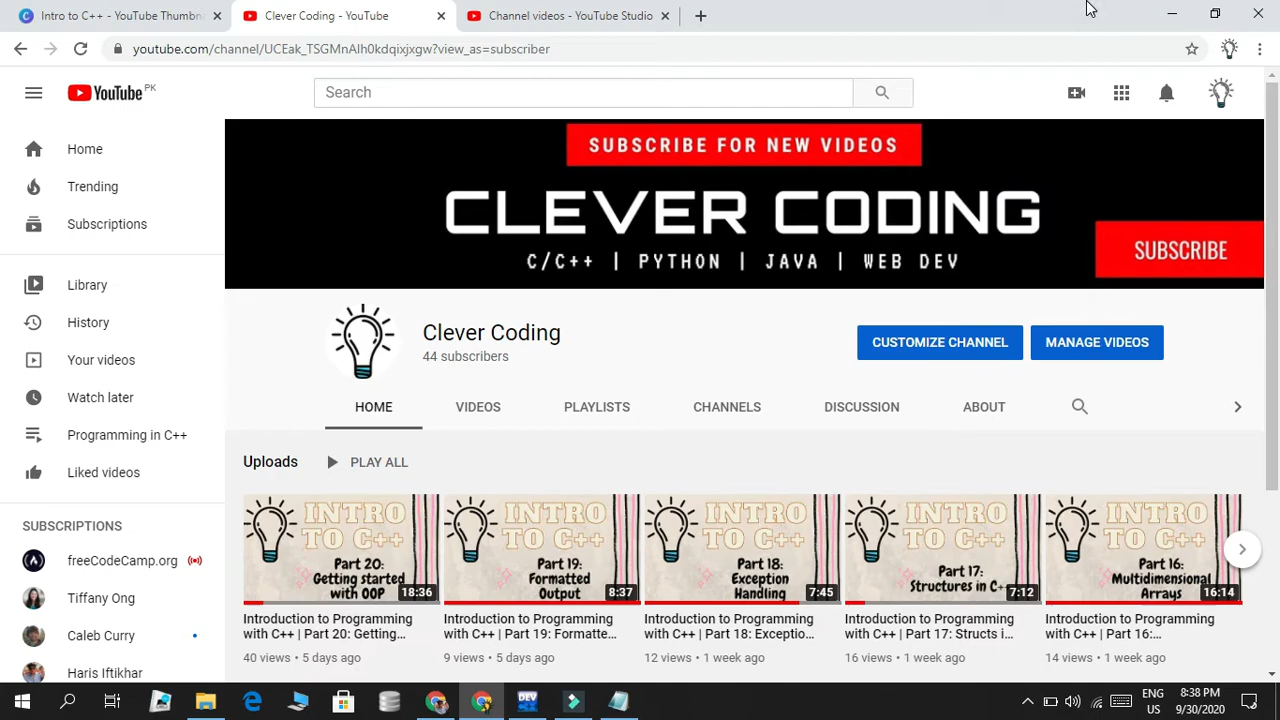 Intro to C++ - YouTube Thumbn
Clever Coding - YouTube
Channel videos - YouTube Studio
youtube.com/channel/UCEak_TSGMnAlh0kdqixjxgw?view_as=subscriber
YouTube PK
Search
Home
Trending
Subscriptions
Library
History
Your videos
Watch later
Programming in C++
Liked videos
SUBSCRIPTIONS
freeCodeCamp.org
Tiffany Ong
Caleb Curry
Haris Iftikhar
SUBSCRIBE FOR NEW VIDEOS
CLEVER CODING
C/C++ | PYTHON | JAVA | WEB DEV
SUBSCRIBE
Clever Coding
44 subscribers
CUSTOMIZE CHANNEL
MANAGE VIDEOS
HOME VIDEOS PLAYLISTS CHANNELS DISCUSSION ABOUT
Uploads PLAY ALL
INTRO
TO C++
Part 20:
Getting started
with OOP
18:36
Introduction to Programming
with C++ | Part 20: Getting...
40 views • 5 days ago
INTRO
TO C++
Part 19:
Formatted
Output
8:37
Introduction to Programming
with C++ | Part 19: Formatte...
9 views • 5 days ago
INTRO
TO C++
Part 18:
Exception
Handling
7:45
Introduction to Programming
with C++ | Part 18: Exceptio...
12 views • 1 week ago
INTRO
TO C++
Part 17:
Structures in C++
7:12
Introduction to Programming
with C++ | Part 17: Structs i...
16 views • 1 week ago
INTRO
TO C++
Part 16:
Multidimensional
Arrays
16:14
Introduction to Programming
with C++ | Part 16:...
14 views • 1 week ago
DEV
ENG
US
8:38 PM
9/30/2020